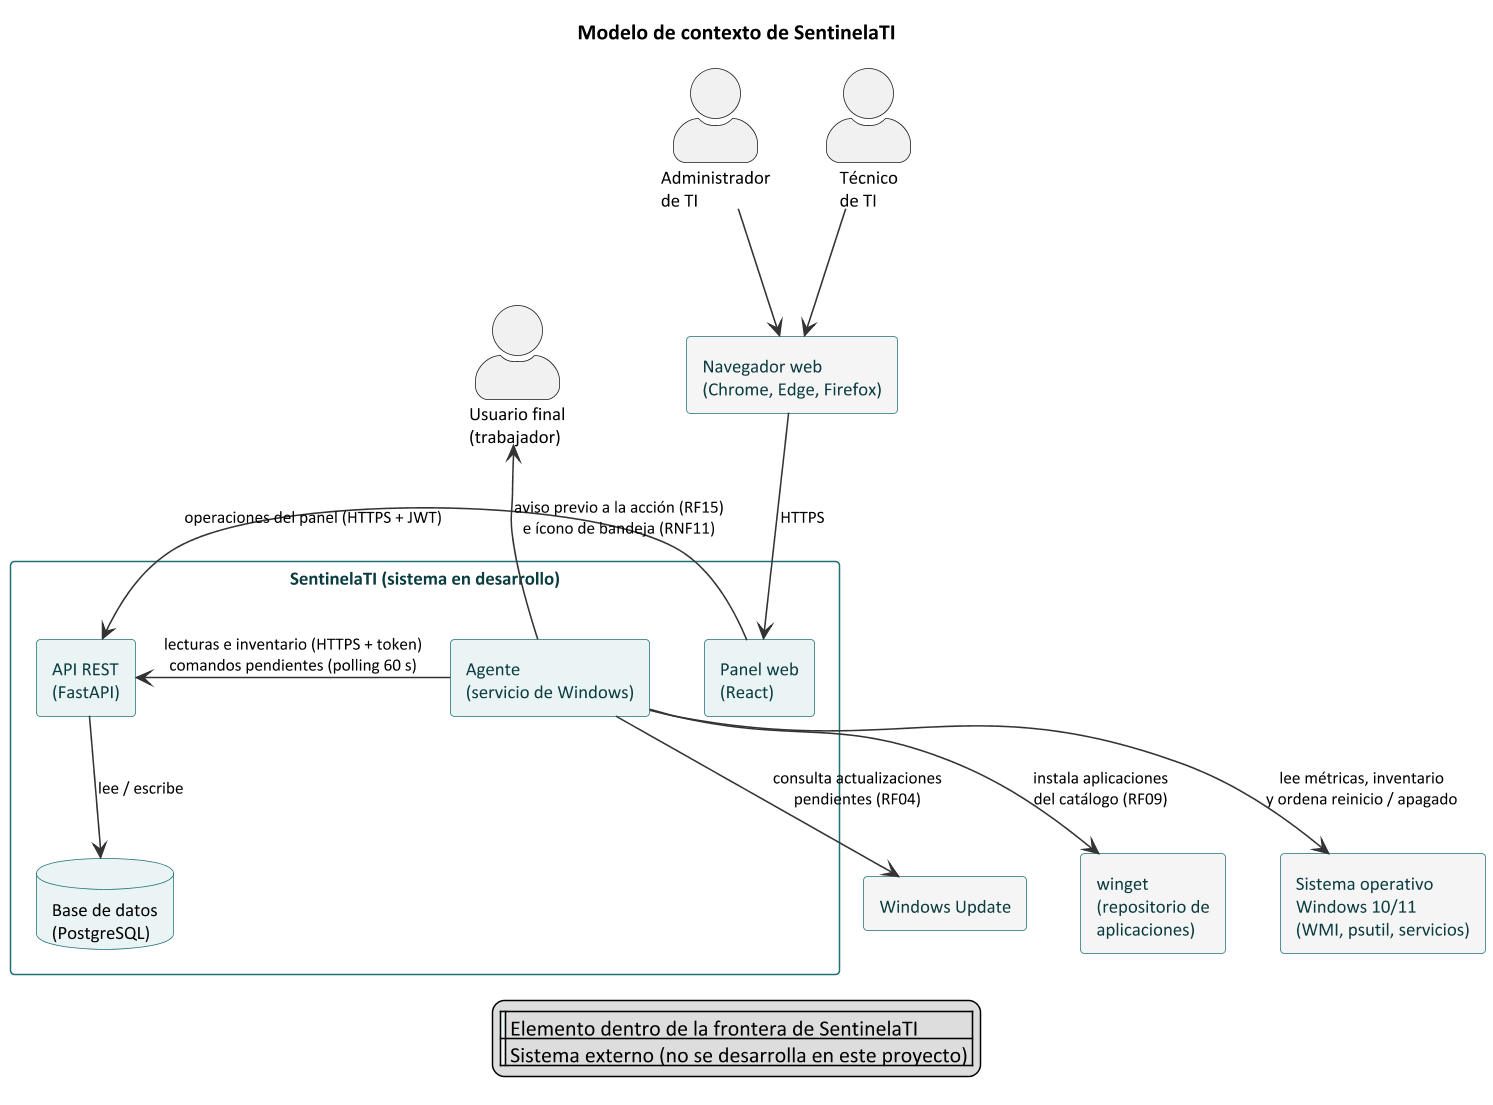 Modelo de contexto de SentinelaTI
Administrador
de TI
Técnico
de TI
Navegador web
(Chrome, Edge, Firefox)
Usuario final
(trabajador)
operaciones del panel (HTTPS + JWT)
aviso previo a la acción (RF15)
e ícono de bandeja (RNF11)
HTTPS
SentinelaTI (sistema en desarrollo)
API REST
(FastAPI)
lecturas e inventario (HTTPS + token)
comandos pendientes (polling 60 s)
Agente
(servicio de Windows)
Panel web
(React)
lee / escribe
consulta actualizaciones
pendientes (RF04)
instala aplicaciones
del catálogo (RF09)
lee métricas, inventario
y ordena reinicio / apagado
Base de datos
(PostgreSQL)
Windows Update
winget
(repositorio de
aplicaciones)
Sistema operativo
Windows 10/11
(WMI, psutil, servicios)
Elemento dentro de la frontera de SentinelaTI
Sistema externo (no se desarrolla en este proyecto)